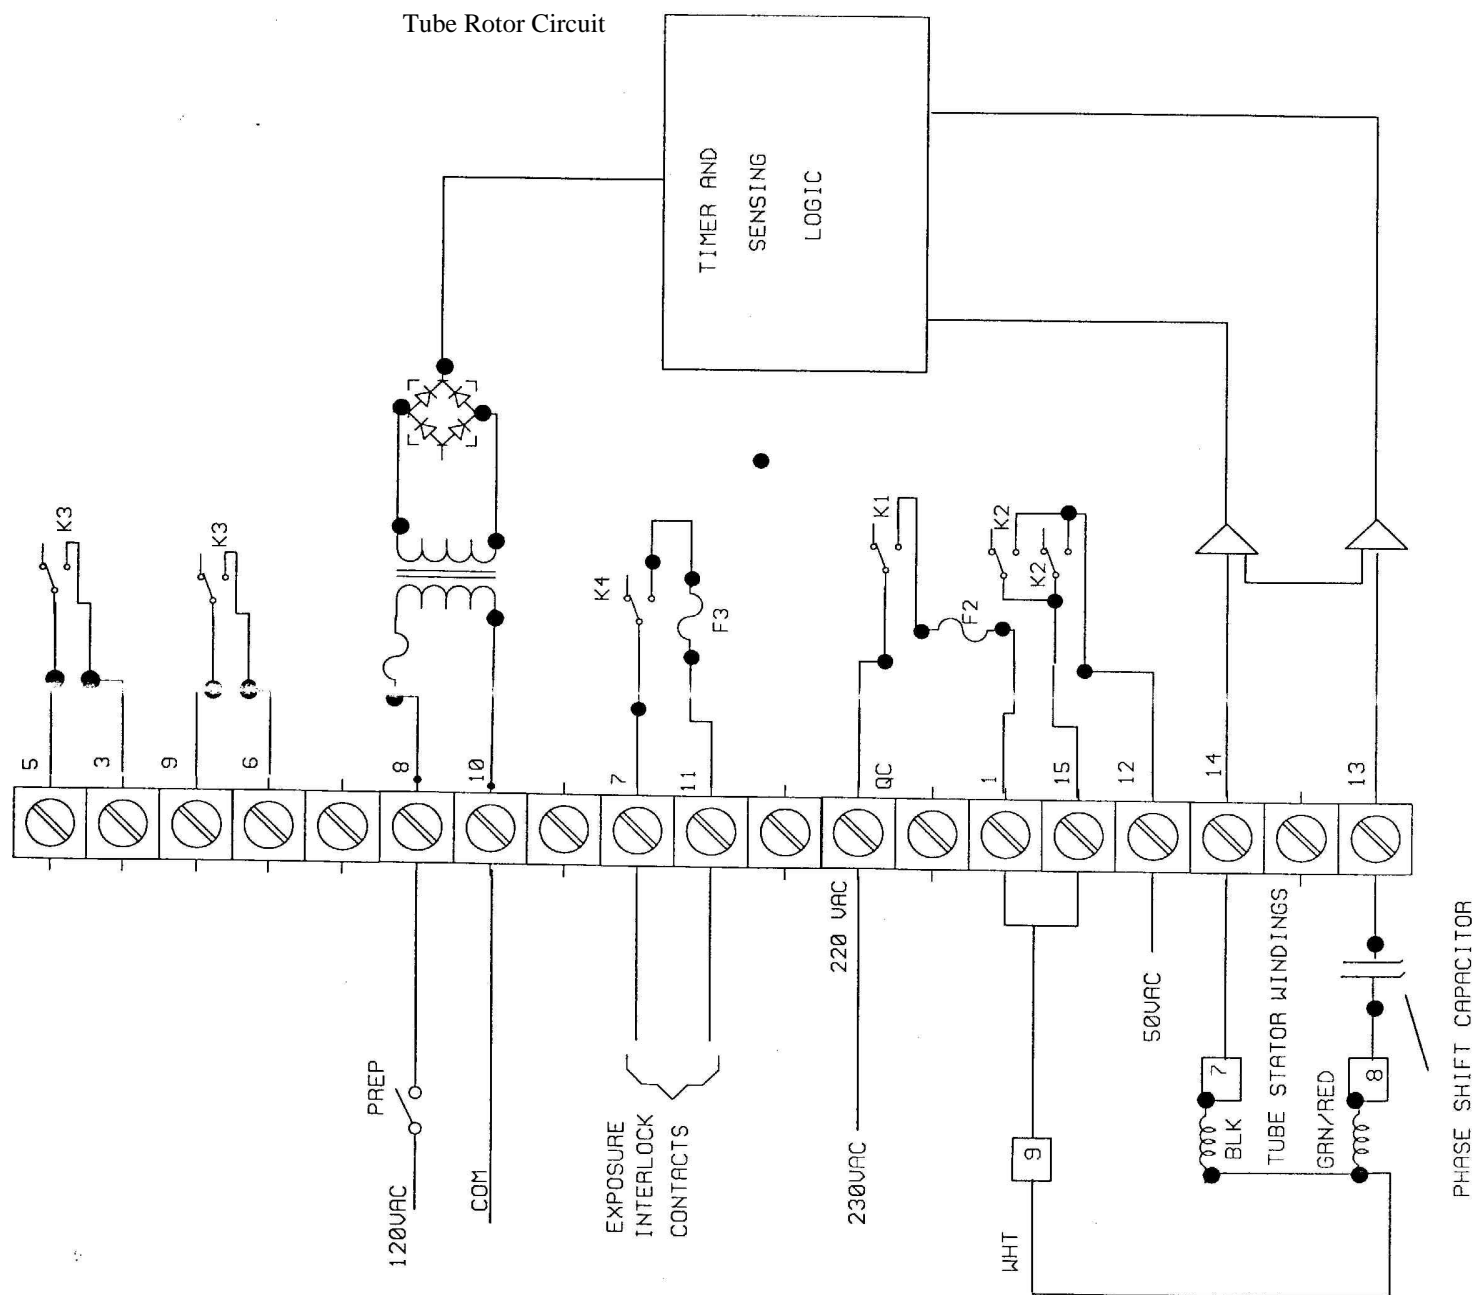 Tube Rotor Circuit
TIMER AND
SENSING
LOGIC
K3
K3
K4
F3
K1
F2
K2
K2
5
3
9
6
8
10
7
11
QC
1
15
12
14
13
PREP
120VAC
COM
EXPOSURE
INTERLOCK
CONTACTS
220 VAC
230VAC
9
WHT
50VAC
7
BLK
TUBE STATOR WINDINGS
8
GRN/RED
PHASE SHIFT CAPACITOR